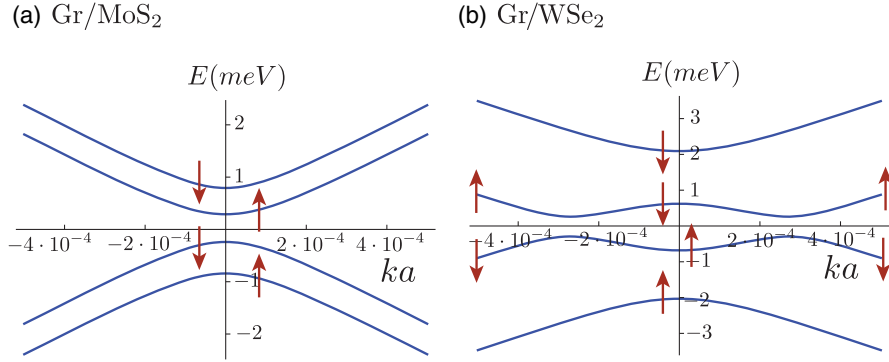 (a) Gr/MoS₂
E(meV)
2
1
−4 · 10⁻⁴
−2 · 10⁻⁴
2 · 10⁻⁴
4 · 10⁻⁴
ka
−1
−2
(b) Gr/WSe₂
E(meV)
3
2
1
−4 · 10⁻⁴
−2 · 10⁻⁴
2 · 10⁻⁴
4 · 10⁻⁴
ka
−1
−2
−3